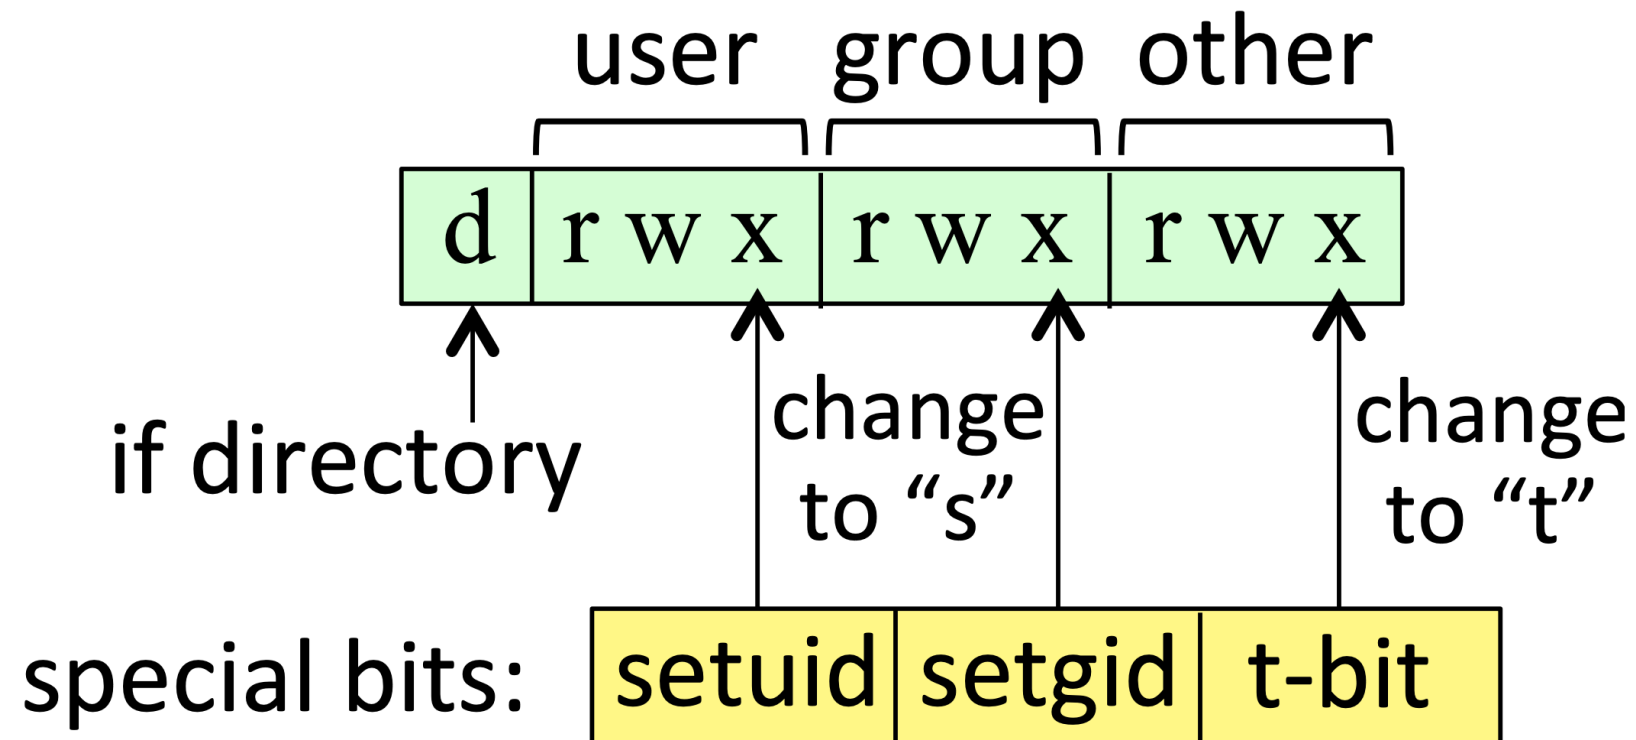 user group other
d r w x r w x r w x
if directory
change
to “s”
change
to “t”
special bits: setuid setgid t-bit